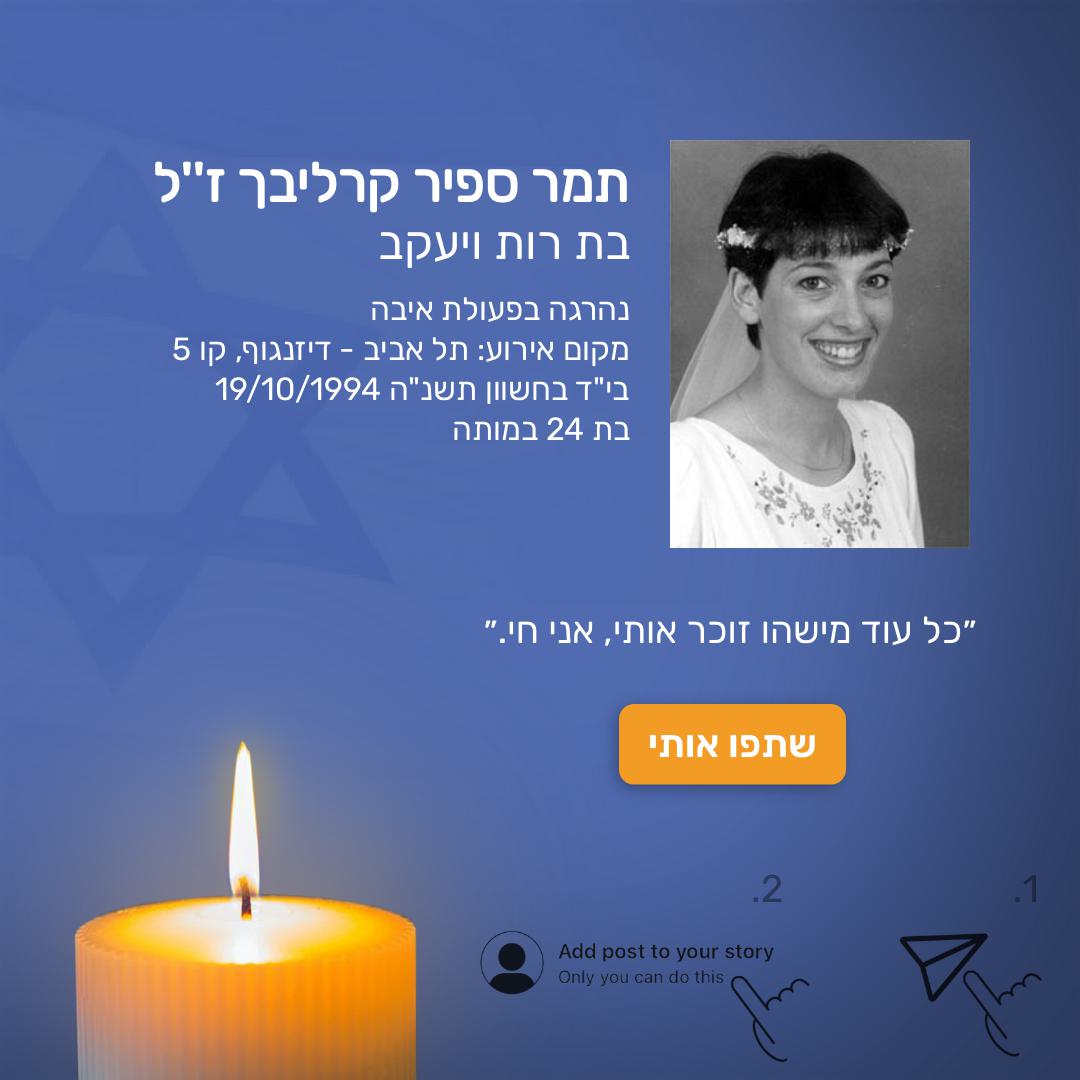 תמר ספיר קרליבך ז"ל
בת רות ויעקב
נהרגה בפעולת איבה
מקום אירוע: תל אביב - דיזנגוף, קו 5
בי"ד בחשוון תשנ"ה 19/10/1994
בת 24 במותה
״כל עוד מישהו זוכר אותי, אני חי.״
שתפו אותי
1.
2.
Add post to your story
Only you can do this